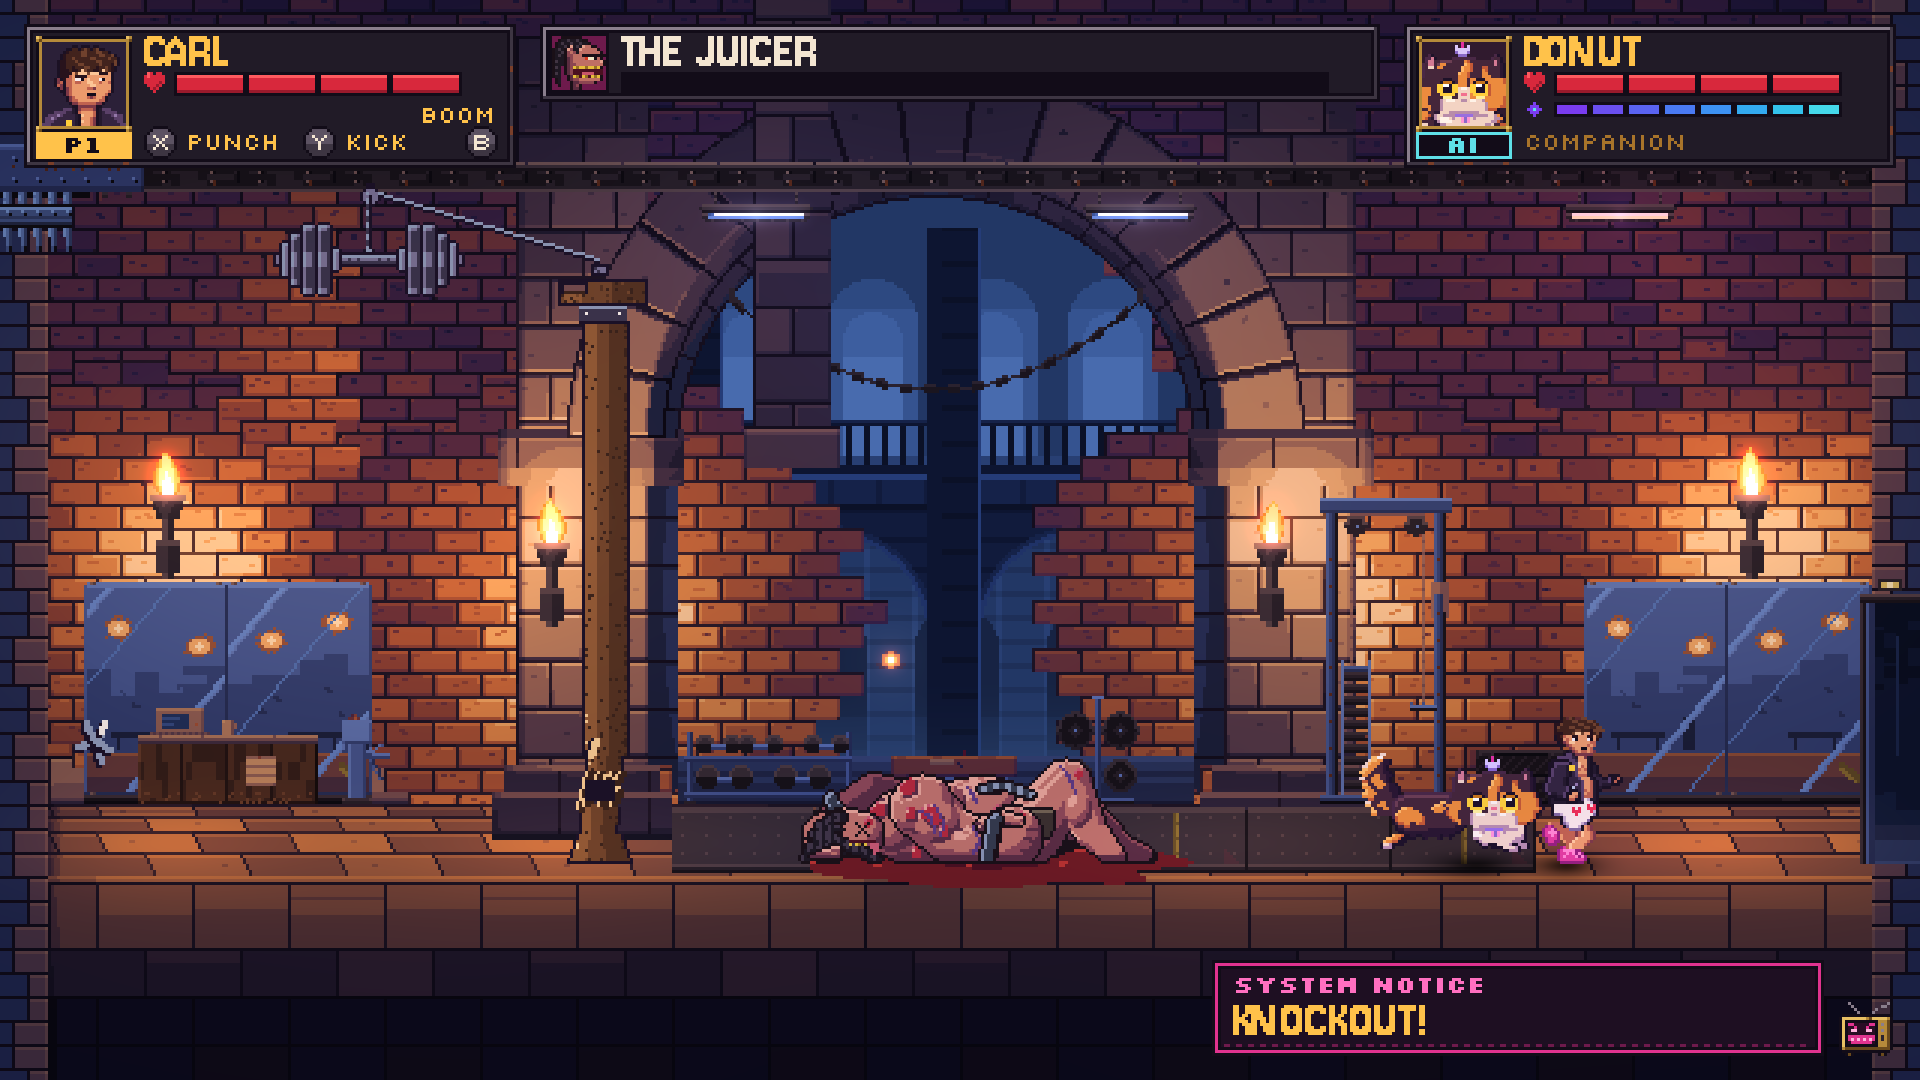 CARL
BOOM
P1
X PUNCH Y KICK B
THE JUICER
DONUT
AI
COMPANION
SYSTEM NOTICE
KNOCKOUT!